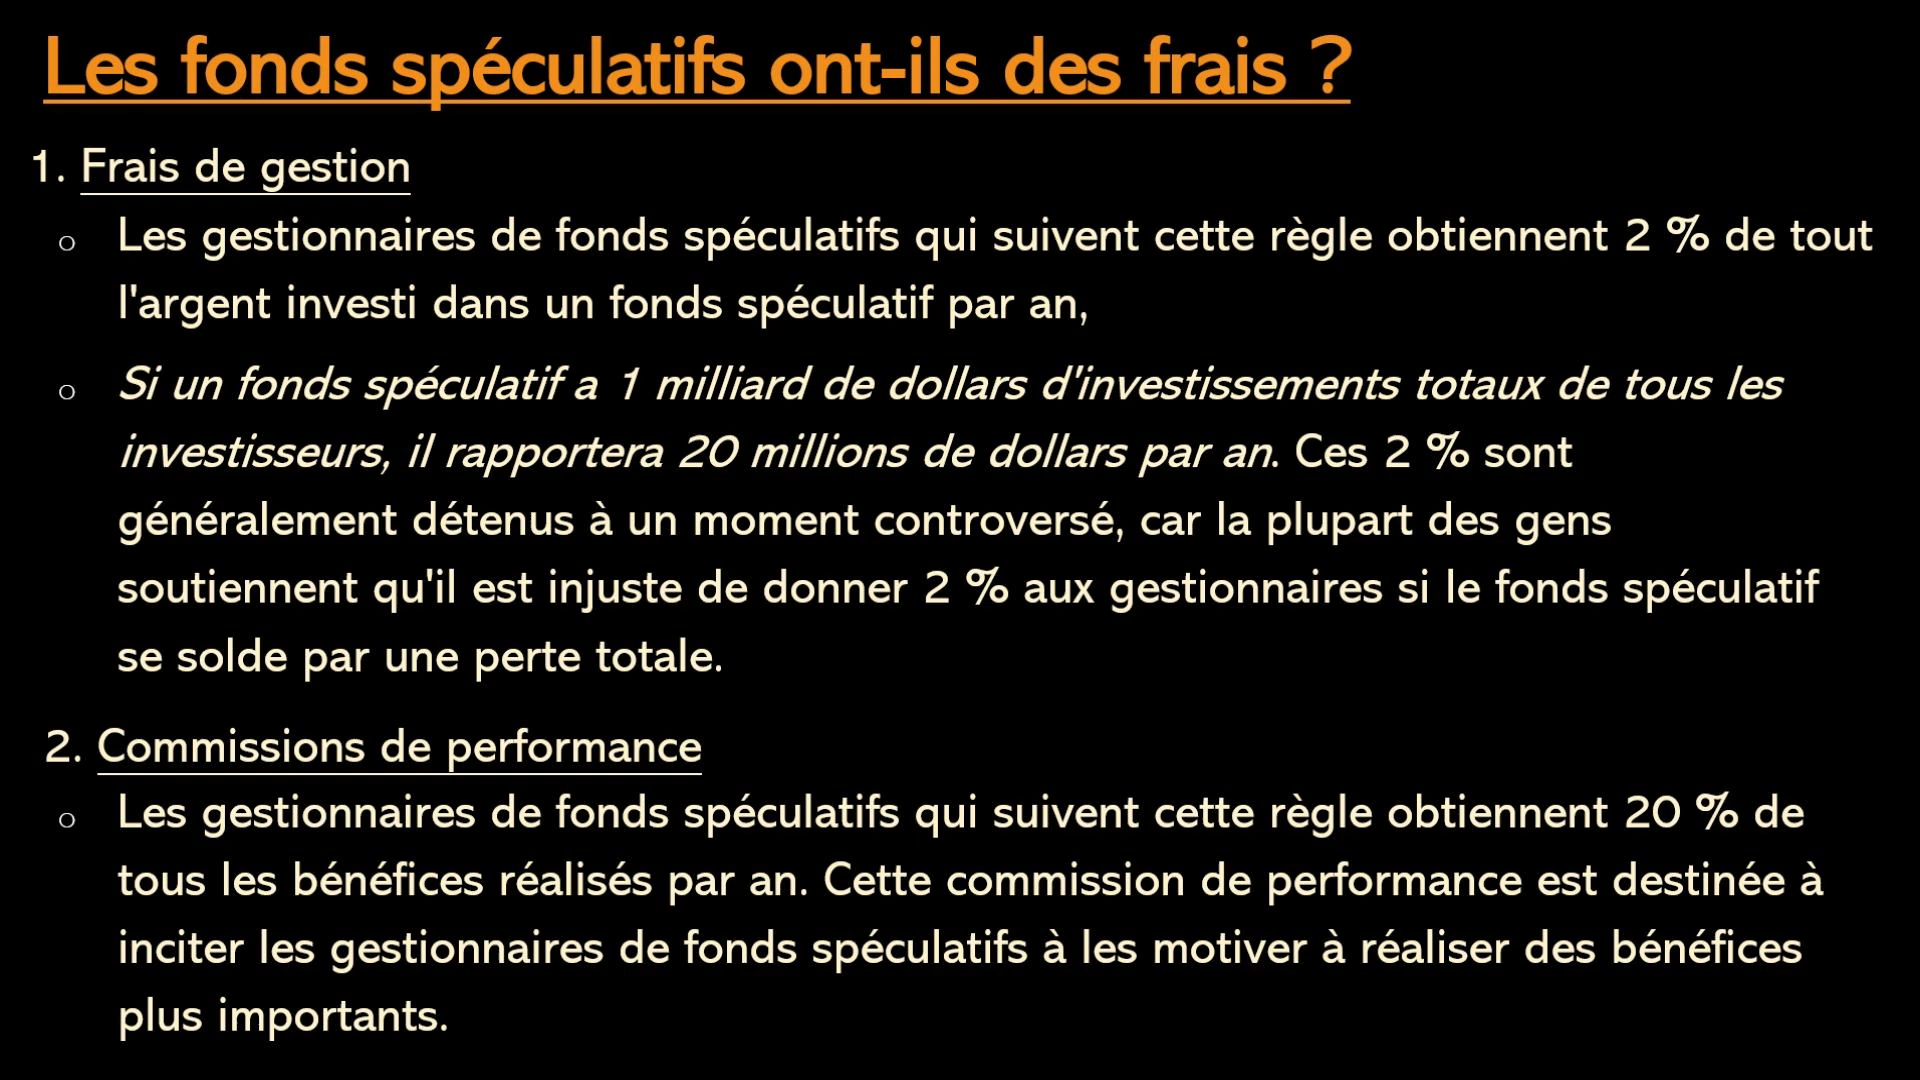 Les fonds spéculatifs ont-ils des frais ?
1. Frais de gestion
o Les gestionnaires de fonds spéculatifs qui suivent cette règle obtiennent 2 % de tout
l'argent investi dans un fonds spéculatif par an,
o Si un fonds spéculatif a 1 milliard de dollars d'investissements totaux de tous les
investisseurs, il rapportera 20 millions de dollars par an. Ces 2 % sont
généralement détenus à un moment controversé, car la plupart des gens
soutiennent qu'il est injuste de donner 2 % aux gestionnaires si le fonds spéculatif
se solde par une perte totale.
2. Commissions de performance
o Les gestionnaires de fonds spéculatifs qui suivent cette règle obtiennent 20 % de
tous les bénéfices réalisés par an. Cette commission de performance est destinée à
inciter les gestionnaires de fonds spéculatifs à les motiver à réaliser des bénéfices
plus importants.